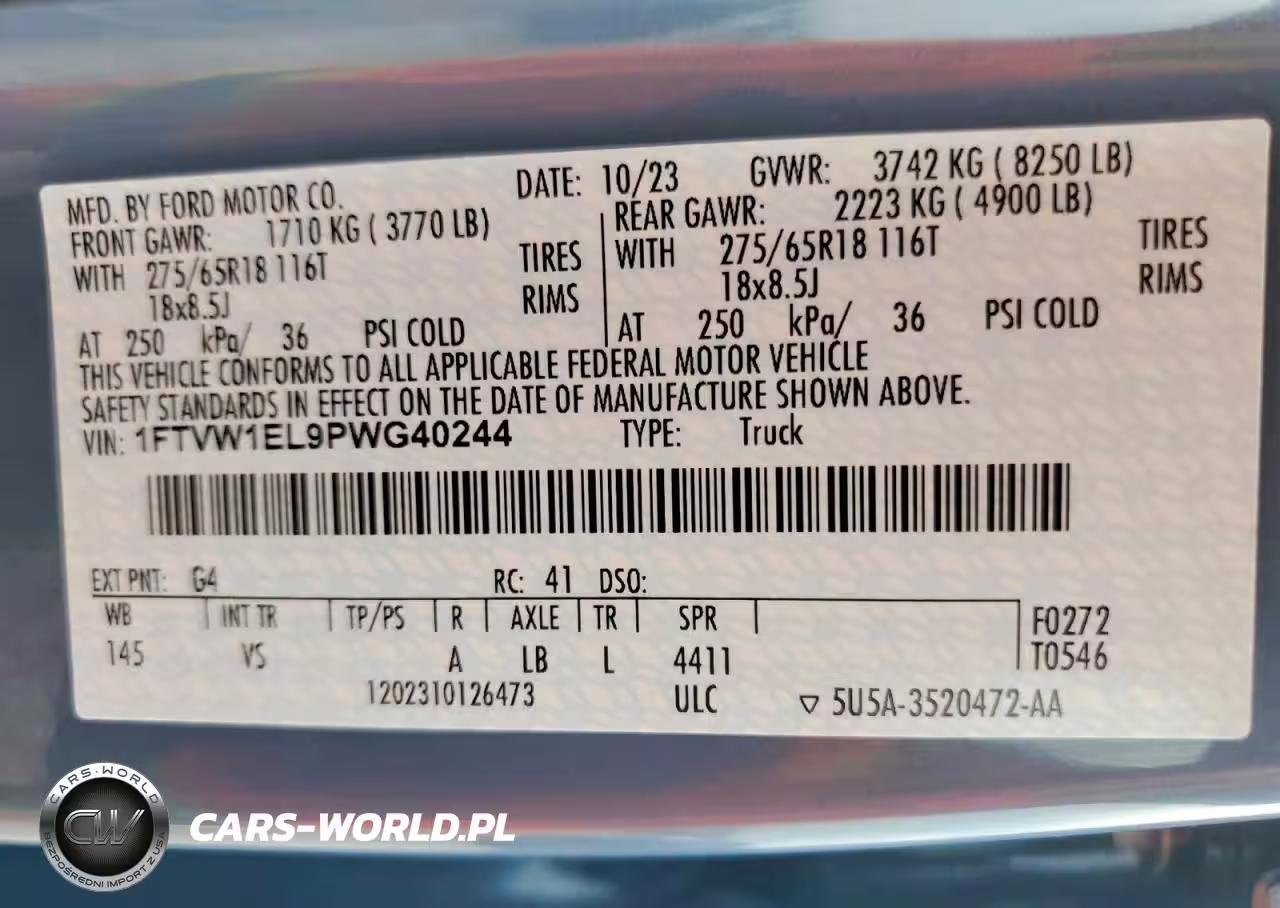 MFD. BY FORD MOTOR CO. DATE: 10/23 GVWR: 3742 KG ( 8250 LB)
FRONT GAWR: 1710 KG ( 3770 LB) REAR GAWR: 2223 KG ( 4900 LB)
WITH 275/65R18 116T TIRES WITH 275/65R18 116T TIRES
18x8.5J RIMS 18x8.5J RIMS
AT 250 kPa/ 36 PSI COLD AT 250 kPa/ 36 PSI COLD
THIS VEHICLE CONFORMS TO ALL APPLICABLE FEDERAL MOTOR VEHICLE
SAFETY STANDARDS IN EFFECT ON THE DATE OF MANUFACTURE SHOWN ABOVE.
VIN: 1FTVW1EL9PWG40244 TYPE: Truck
EXT PNT: G4 RC: 41 DSO:
WB INT TR TP/PS R AXLE TR SPR F0272
145 VS A LB L 4411 T0546
1202310126473 ULC ▽ 5U5A-3520472-AA
CARS-WORLD
CW
BEZPOŚREDNI IMPORT Z USA
CARS-WORLD.PL